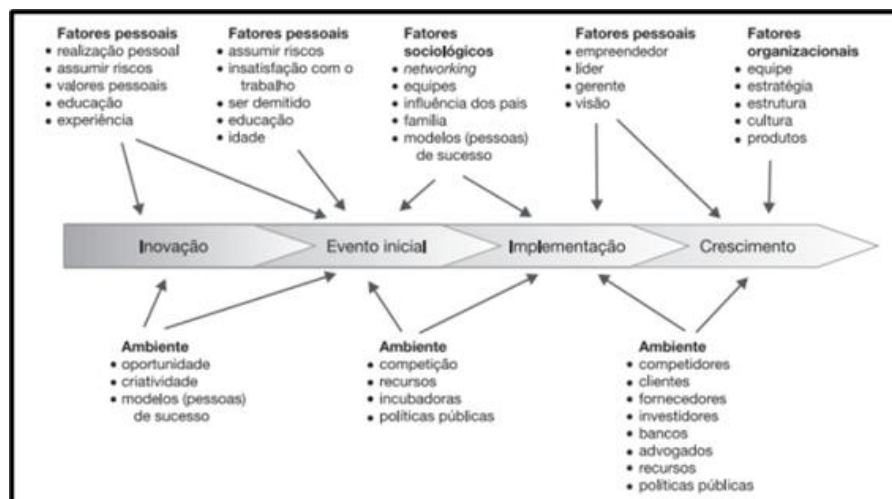 Fatores pessoais
• realização pessoal
• assumir riscos
• valores pessoais
• educação
• experiência
Fatores pessoais
• assumir riscos
• insatisfação com o
trabalho
• ser demitido
• educação
• idade
Fatores
sociológicos
• networking
• equipes
• influência dos pais
• família
• modelos (pessoas)
de sucesso
Fatores pessoais
• empreendedor
• líder
• gerente
• visão
Fatores
organizacionais
• equipe
• estratégia
• estrutura
• cultura
• produtos
Inovação
Evento inicial
Implementação
Crescimento
Ambiente
• oportunidade
• criatividade
• modelos (pessoas)
de sucesso
Ambiente
• competição
• recursos
• incubadoras
• políticas públicas
Ambiente
• competidores
• clientes
• fornecedores
• investidores
• bancos
• advogados
• recursos
• políticas públicas